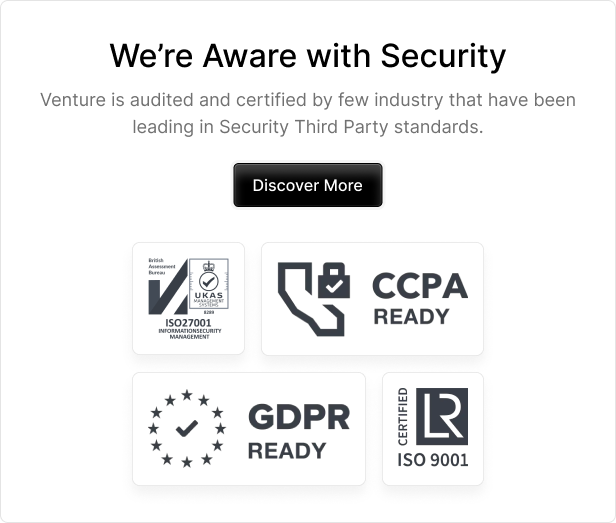 We’re Aware with Security
Venture is audited and certified by few industry that have been
leading in Security Third Party standards.
Discover More
British
Assessment
Bureau
UKAS
MANAGEMENT
SYSTEMS
8289
ISO27001
INFORMATIONSECURITY
MANAGEMENT
CCPA
READY
GDPR
READY
CERTIFIED
LR
ISO 9001